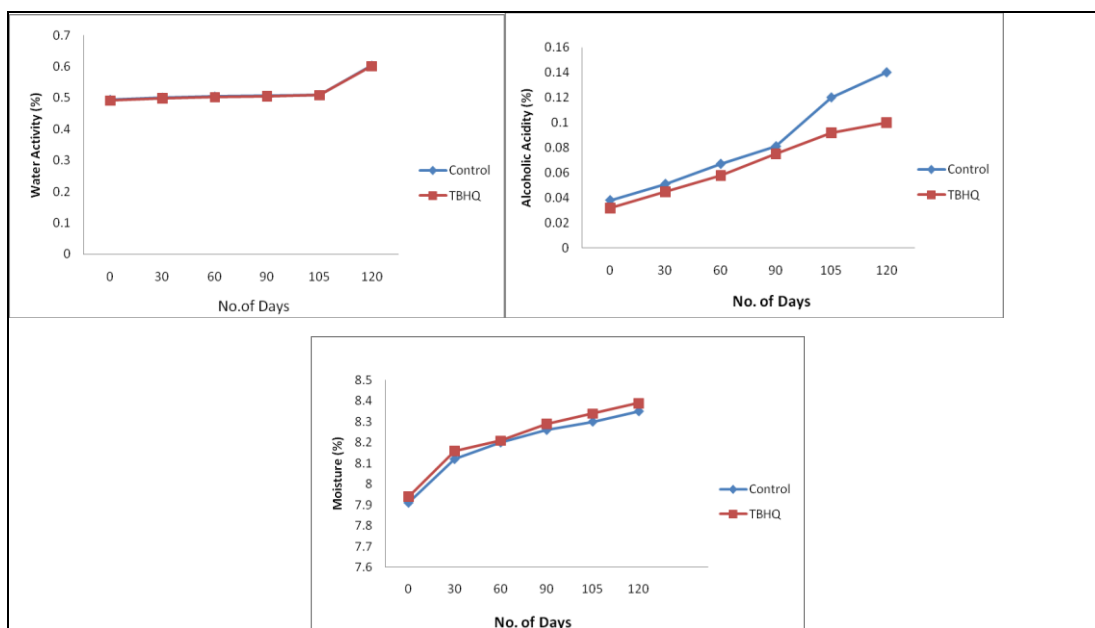 0.7
0.6
0.5
0.4
0.3
0.2
0.1
0
Water Activity (%)
0 30 60 90 105 120
No.of Days
Control
TBHQ
0.16
0.14
0.12
0.1
0.08
0.06
0.04
0.02
0
Alcoholic Acidity (%)
0 30 60 90 105 120
No. of Days
Control
TBHQ
8.5
8.4
8.3
8.2
8.1
8
7.9
7.8
7.7
7.6
Moisture (%)
0 30 60 90 105 120
No. of Days
Control
TBHQ